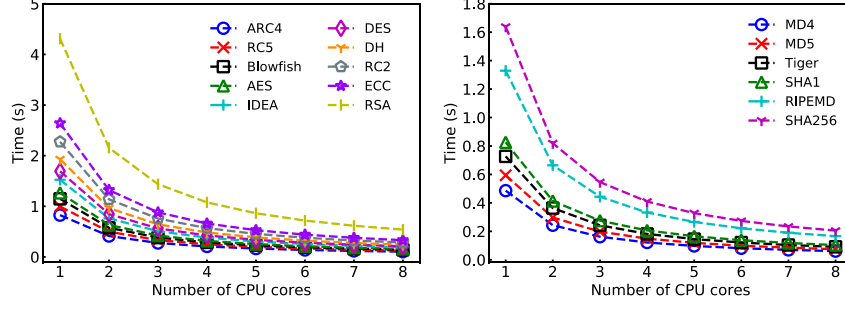 5
4
3
2
1
0
Time (s)
ARC4
RC5
Blowfish
AES
IDEA
DES
DH
RC2
ECC
RSA
1 2 3 4 5 6 7 8
Number of CPU cores
1.8
1.6
1.4
1.2
1.0
0.8
0.6
0.4
0.2
0.0
Time (s)
MD4
MD5
Tiger
SHA1
RIPEMD
SHA256
1 2 3 4 5 6 7 8
Number of CPU cores